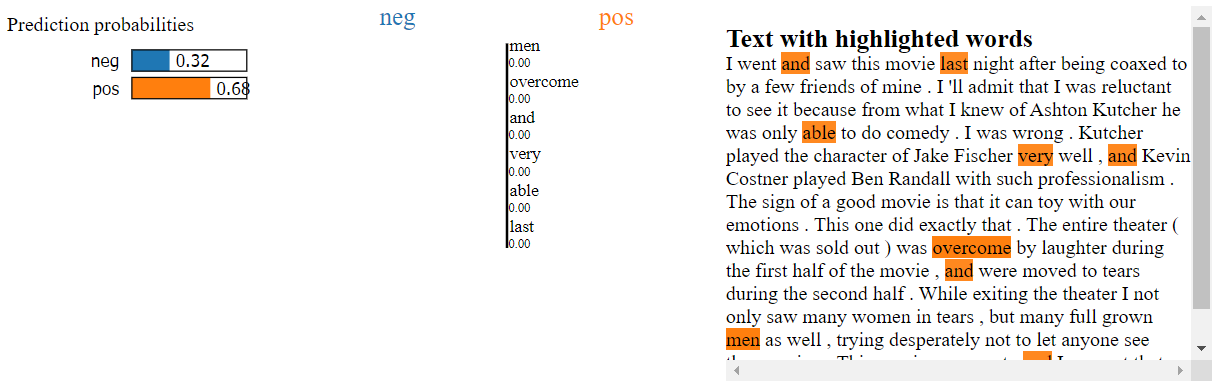 Prediction probabilities
neg 0.32
pos 0.68
neg pos
men
0.00
overcome
0.00
and
0.00
very
0.00
able
0.00
last
0.00
Text with highlighted words
I went and saw this movie last night after being coaxed to
by a few friends of mine . I 'll admit that I was reluctant
to see it because from what I knew of Ashton Kutcher he
was only able to do comedy . I was wrong . Kutcher
played the character of Jake Fischer very well , and Kevin
Costner played Ben Randall with such professionalism .
The sign of a good movie is that it can toy with our
emotions . This one did exactly that . The entire theater (
which was sold out ) was overcome by laughter during
the first half of the movie , and were moved to tears
during the second half . While exiting the theater I not
only saw many women in tears , but many full grown
men as well , trying desperately not to let anyone see